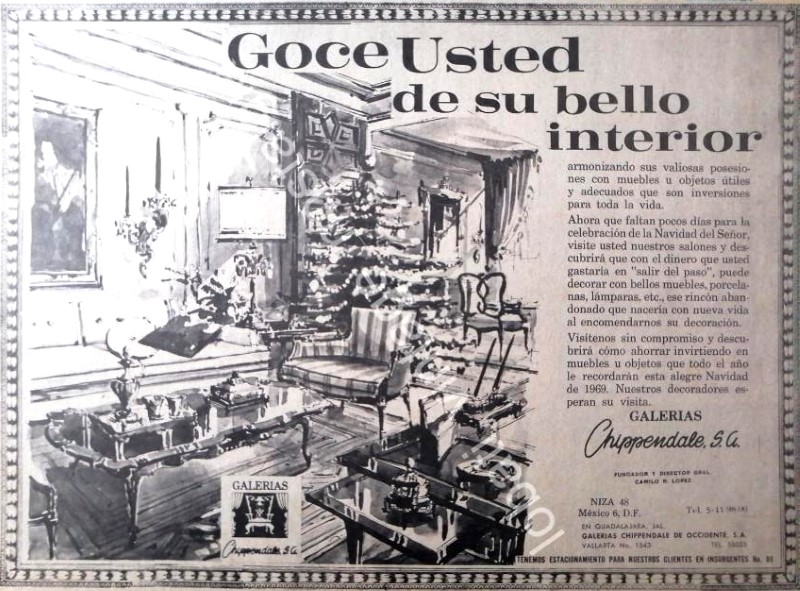 Goce Usted
de su bello
interior
armonizando sus valiosas posesio-
nes con muebles u objetos útiles
y adecuados que son inversiones
para toda la vida.
Ahora que faltan pocos días para la
celebración de la Navidad del Señor,
visite usted nuestros salones y des-
cubrirá que con el dinero que usted
gastaría en "salir del paso", puede
decorar con bellos muebles, porcela-
nas, lámparas, etc., ese rincón aban-
donado que nacería con nueva vida
al encomendarnos su decoración.
Visítenos sin compromiso y descu-
brirá cómo ahorrar invirtiendo en
muebles u objetos que todo el año
le recordarán esta alegre Navidad
de 1969. Nuestros decoradores es-
peran su visita.
GALERIAS
Chippendale, S.A.
FUNDADOR Y DIRECTOR GRAL.
CAMILO H. LOPEZ
NIZA 48
México 6, D.F.
Tel. 5-11
EN GUADALAJARA, JAL.
GALERIAS CHIPPENDALE DE OCCIDENTE, S.A.
VALLARTA No. 1543
TEL.
TENEMOS ESTACIONAMIENTO PARA NUESTROS CLIENTES EN INSURGENTES No.
GALERIAS
Chippendale, S.A.